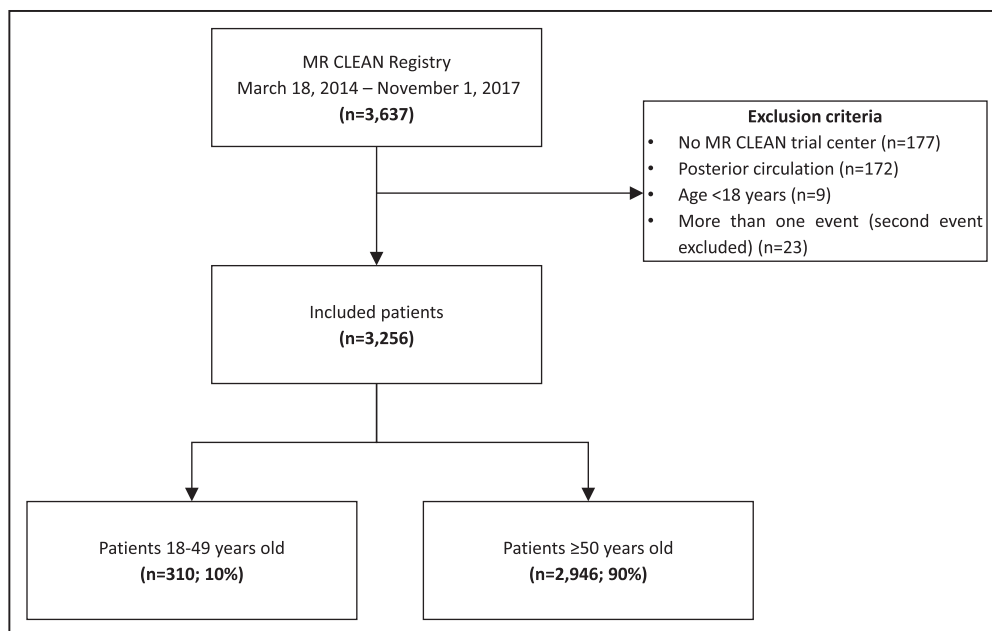 MR CLEAN Registry
March 18, 2014 – November 1, 2017
(n=3,637)
Exclusion criteria
• No MR CLEAN trial center (n=177)
• Posterior circulation (n=172)
• Age <18 years (n=9)
• More than one event (second event
excluded) (n=23)
Included patients
(n=3,256)
Patients 18-49 years old
(n=310; 10%)
Patients ≥50 years old
(n=2,946; 90%)